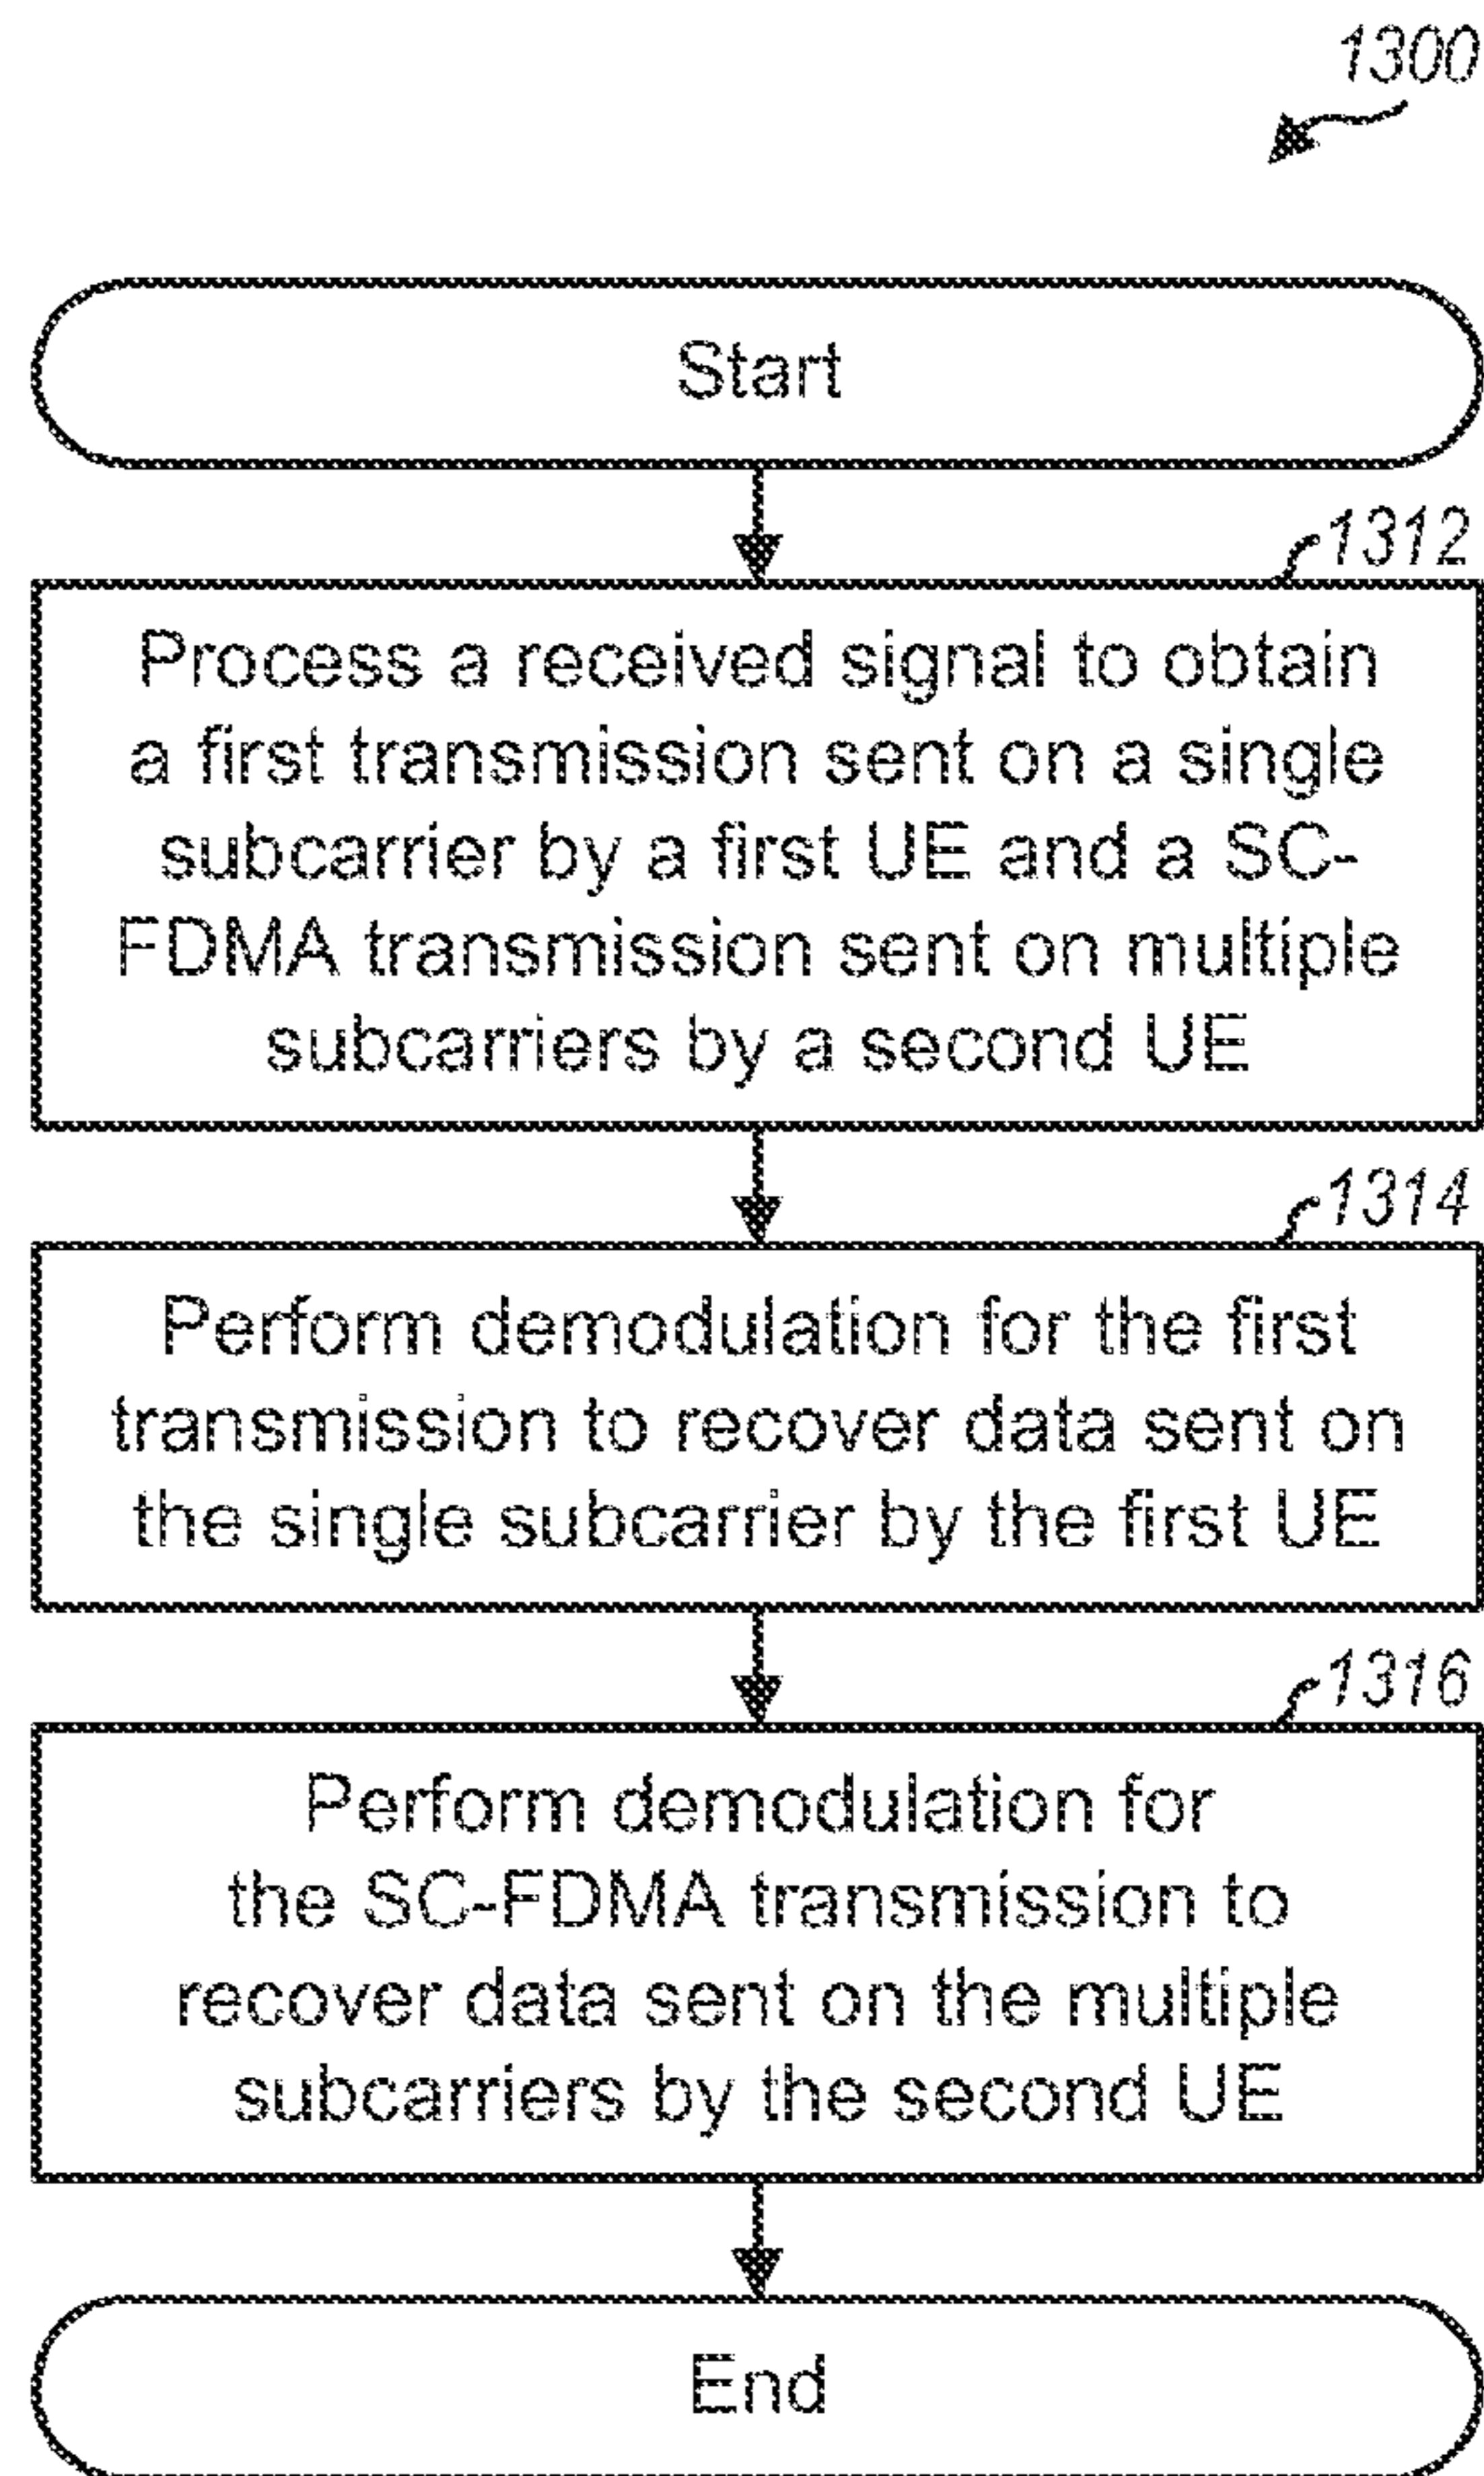 1300
Start
1312
Process a received signal to obtain
a first transmission sent on a single
subcarrier by a first UE and a SC-
FDMA transmission sent on multiple
subcarriers by a second UE
1314
Perform demodulation for the first
transmission to recover data sent on
the single subcarrier by the first UE
1316
Perform demodulation for
the SC-FDMA transmission to
recover data sent on the multiple
subcarriers by the second UE
End